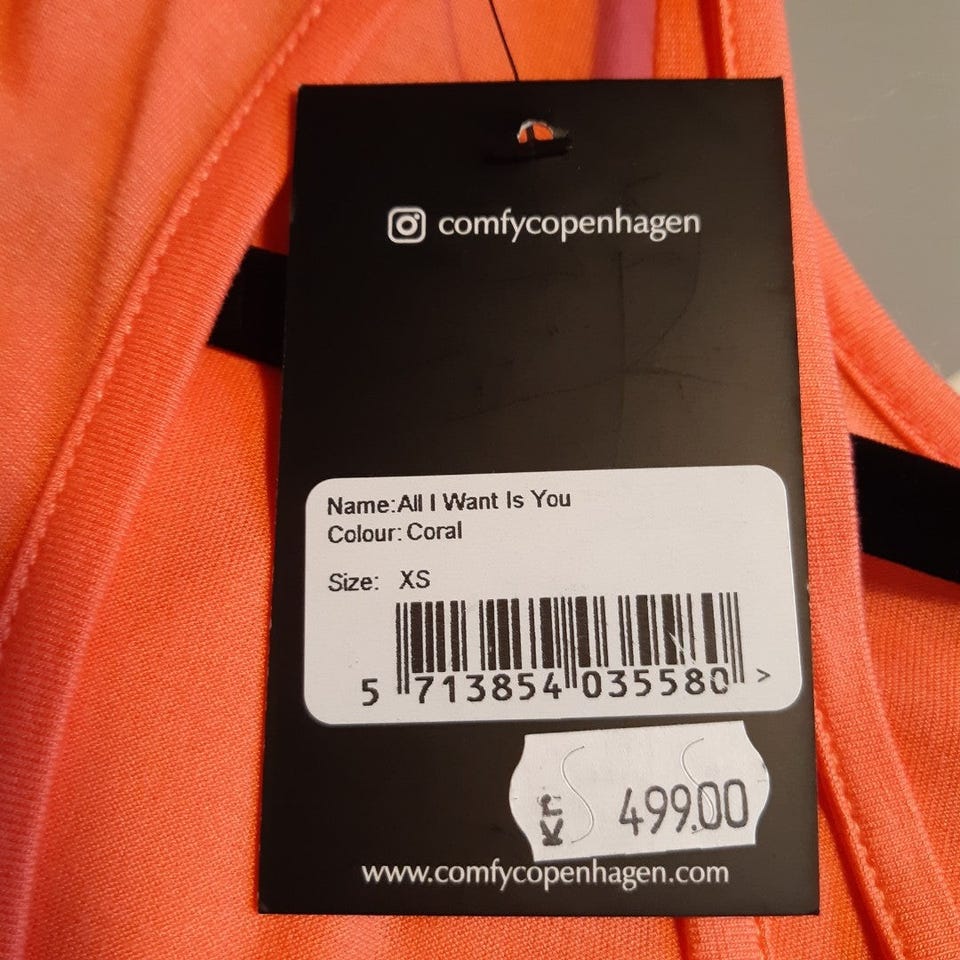 comfycopenhagen
Name: All I Want Is You
Colour: Coral
Size: XS
5 713854 035580 >
Kr. 499.00
www.comfycopenhagen.com